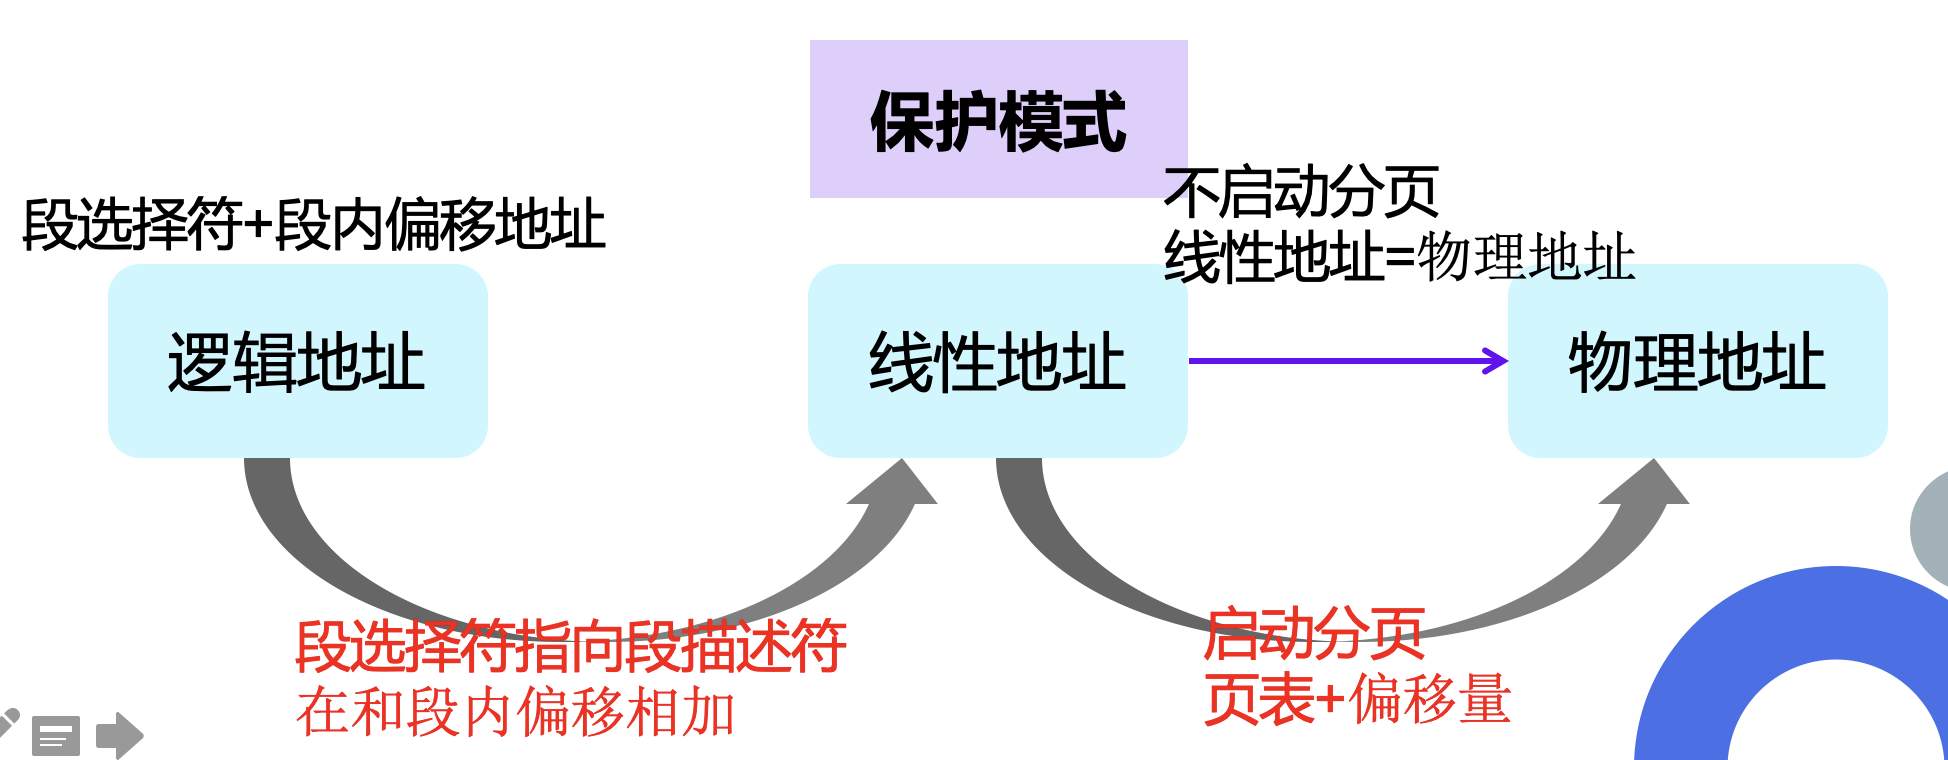 保护模式
段选择符+段内偏移地址
不启动分页
线性地址=物理地址
逻辑地址
线性地址
物理地址
段选择符指向段描述符
在和段内偏移相加
启动分页
页表+偏移量